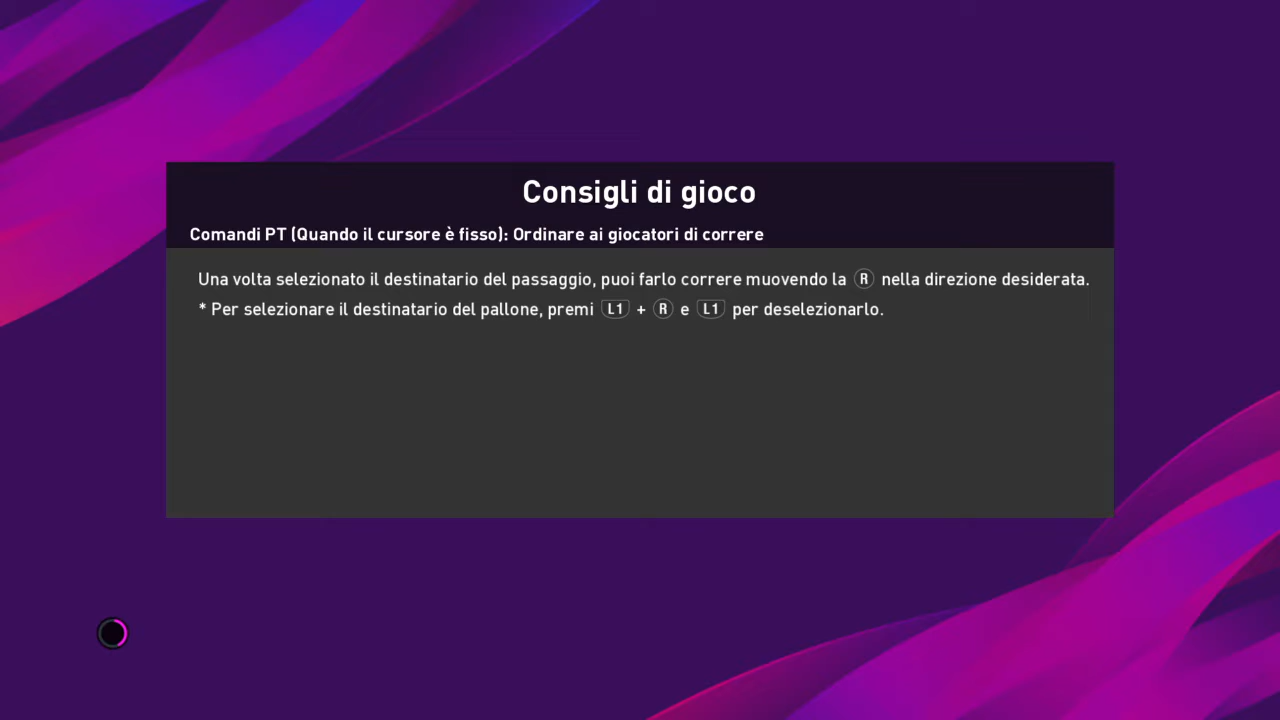 Consigli di gioco
Comandi PT (Quando il cursore è fisso): Ordinare ai giocatori di correre
Una volta selezionato il destinatario del passaggio, puoi farlo correre muovendo la R nella direzione desiderata.
* Per selezionare il destinatario del pallone, premi L1 + R e L1 per deselezionarlo.